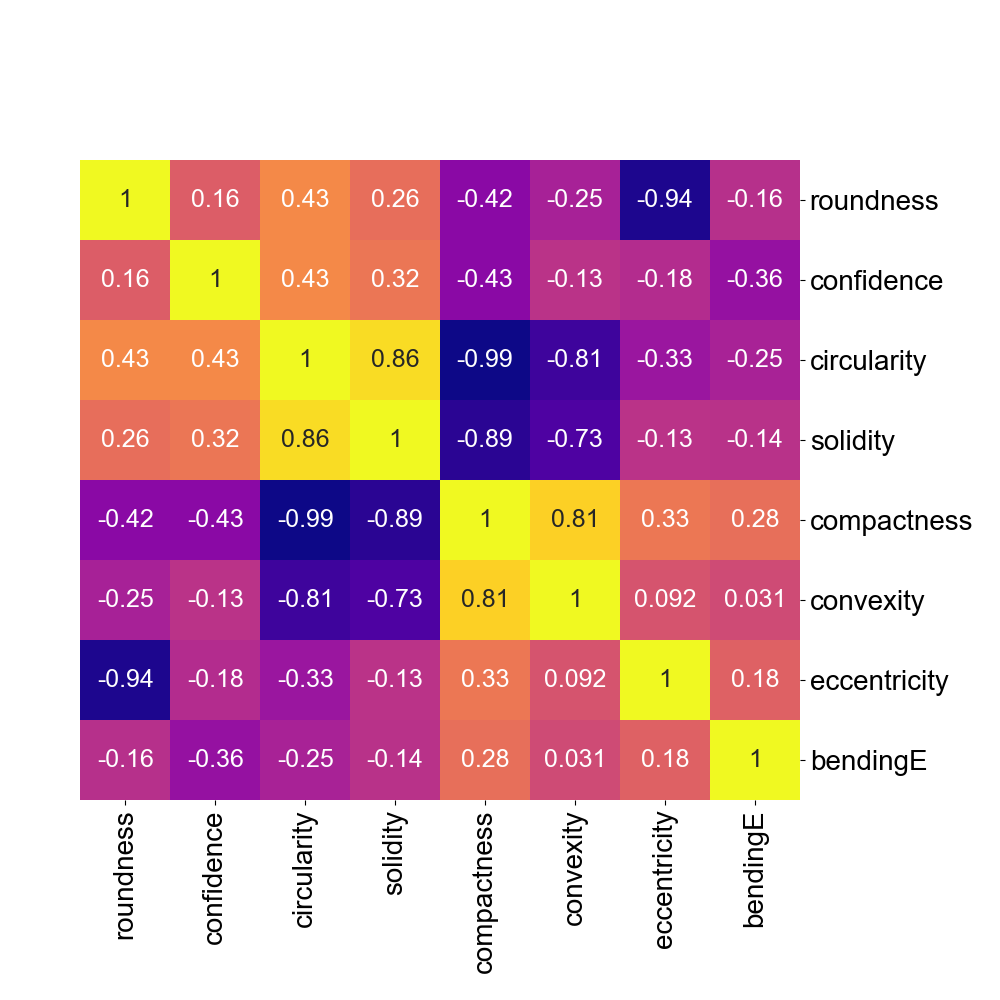 1 0.16 0.43 0.26 -0.42 -0.25 -0.94 -0.16 roundness
0.16 1 0.43 0.32 -0.43 -0.13 -0.18 -0.36 confidence
0.43 0.43 1 0.86 -0.99 -0.81 -0.33 -0.25 circularity
0.26 0.32 0.86 1 -0.89 -0.73 -0.13 -0.14 solidity
-0.42 -0.43 -0.99 -0.89 1 0.81 0.33 0.28 compactness
-0.25 -0.13 -0.81 -0.73 0.81 1 0.092 0.031 convexity
-0.94 -0.18 -0.33 -0.13 0.33 0.092 1 0.18 eccentricity
-0.16 -0.36 -0.25 -0.14 0.28 0.031 0.18 1 bendingE
roundness
confidence
circularity
solidity
compactness
convexity
eccentricity
bendingE